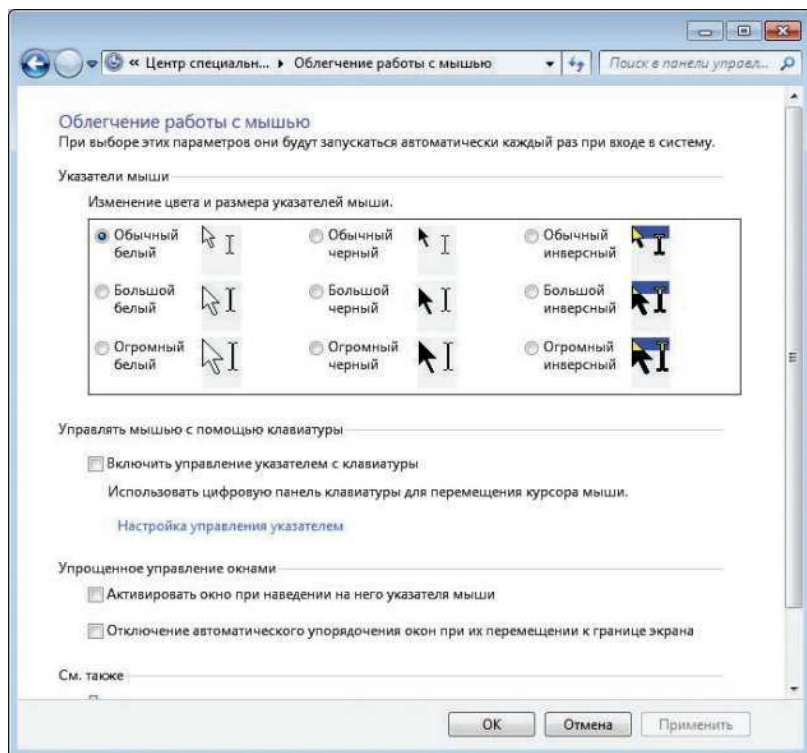 « Центр специальн... ▸ Облегчение работы с мышью
Поиск в панели управл...
Облегчение работы с мышью
При выборе этих параметров они будут запускаться автоматически каждый раз при входе в систему.
Указатели мыши
Изменение цвета и размера указателей мыши.
Обычный белый
Обычный черный
Обычный инверсный
Большой белый
Большой черный
Большой инверсный
Огромный белый
Огромный черный
Огромный инверсный
Управлять мышью с помощью клавиатуры
Включить управление указателем с клавиатуры
Использовать цифровую панель клавиатуры для перемещения курсора мыши.
Настройка управления указателем
Упрощенное управление окнами
Активировать окно при наведении на него указателя мыши
Отключение автоматического упорядочения окон при их перемещении к границе экрана
См. также
ОК
Отмена
Применить